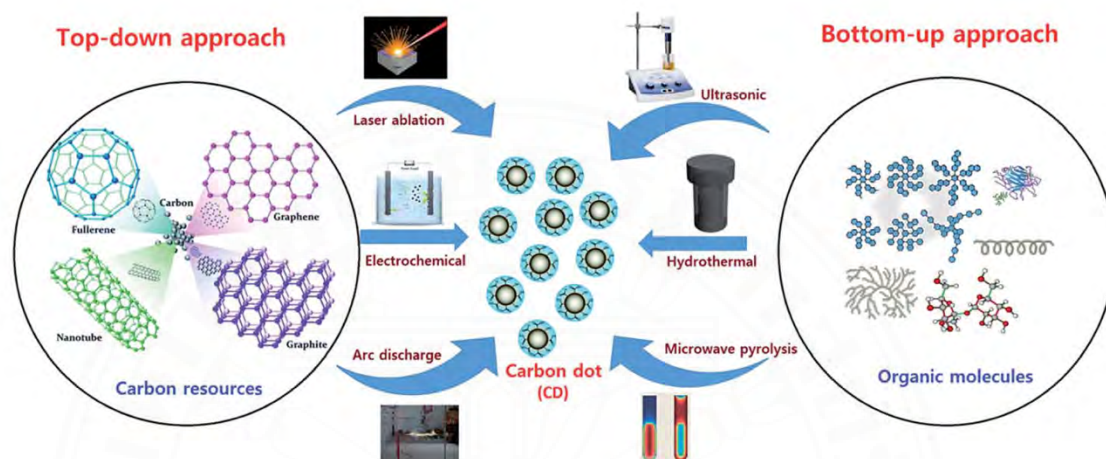 Top-down approach
Bottom-up approach
Laser ablation
Ultrasonic
Carbon
Fullerene
Graphene
Electrochemical
Hydrothermal
Nanotube
Graphite
Arc discharge
Microwave pyrolysis
Carbon dot
(CD)
Carbon resources
Organic molecules